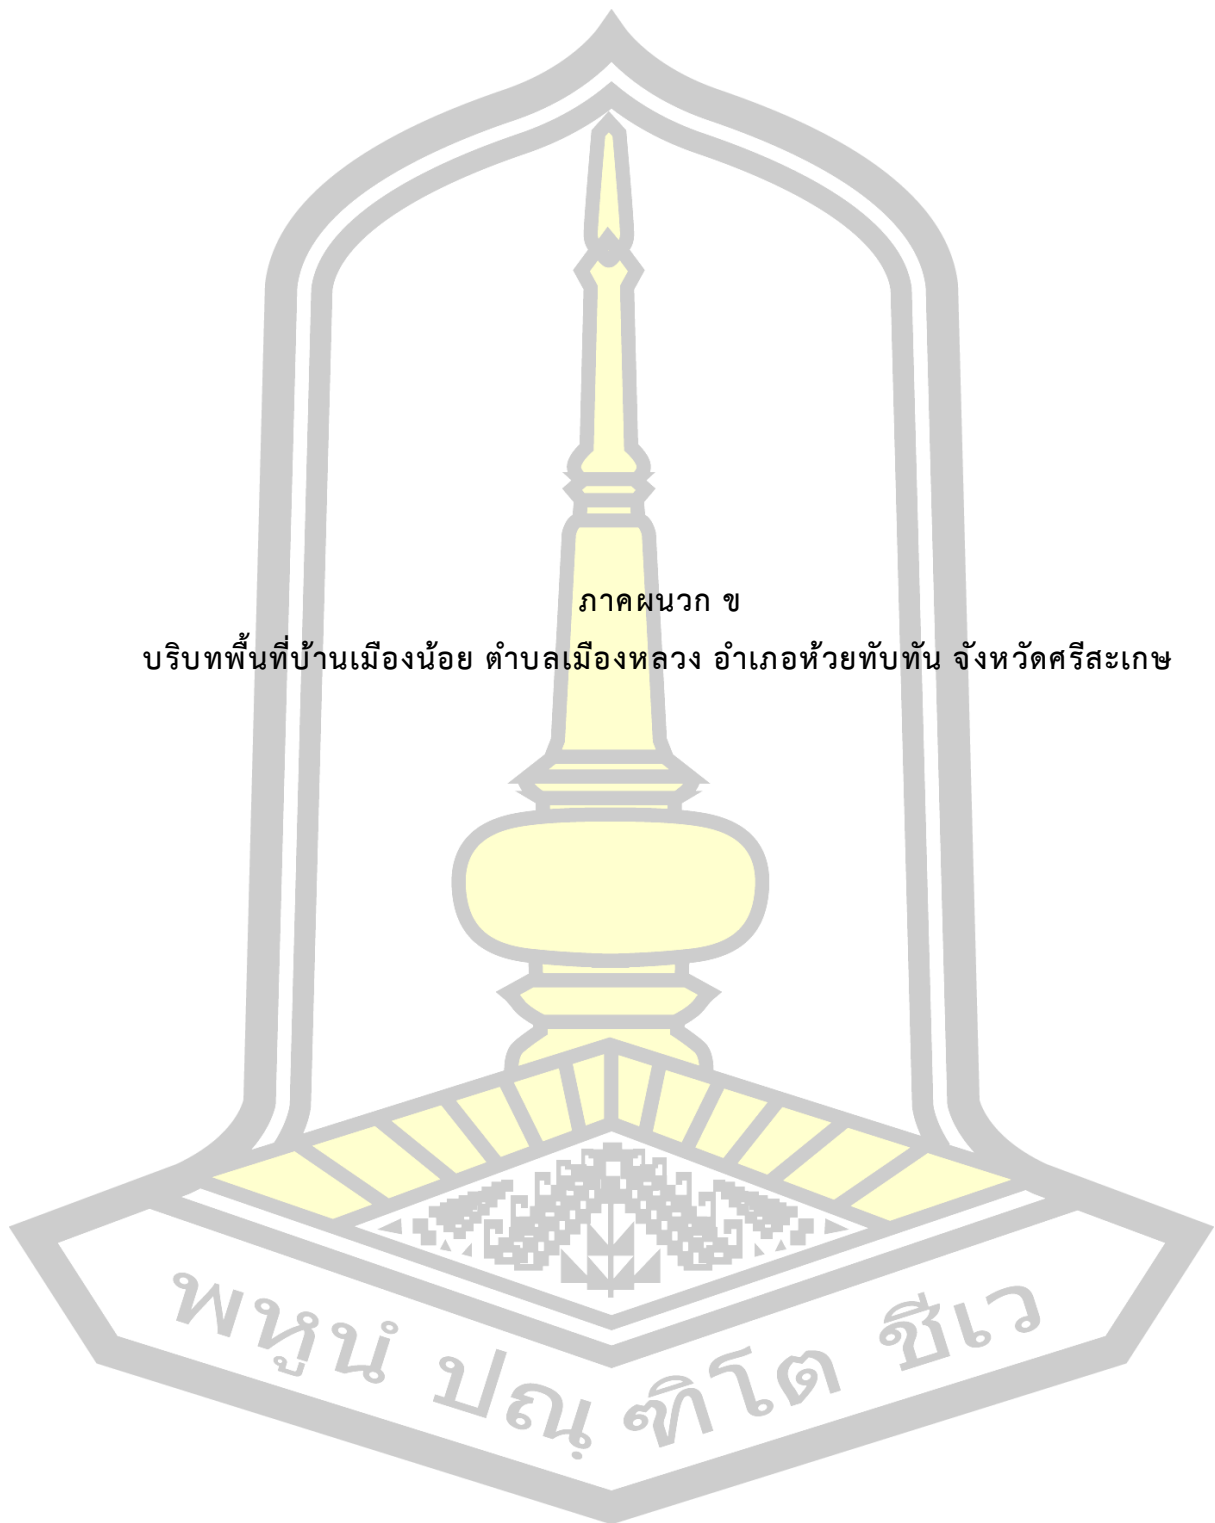 ภาคผนวก ข
บริบทพื้นที่บ้านเมืองน้อย ตำบลเมืองหลวง อำเภอห้วยทับทัน จังหวัดศรีสะเกษ
พหูนํ ปณฺฑิโต ชีเว